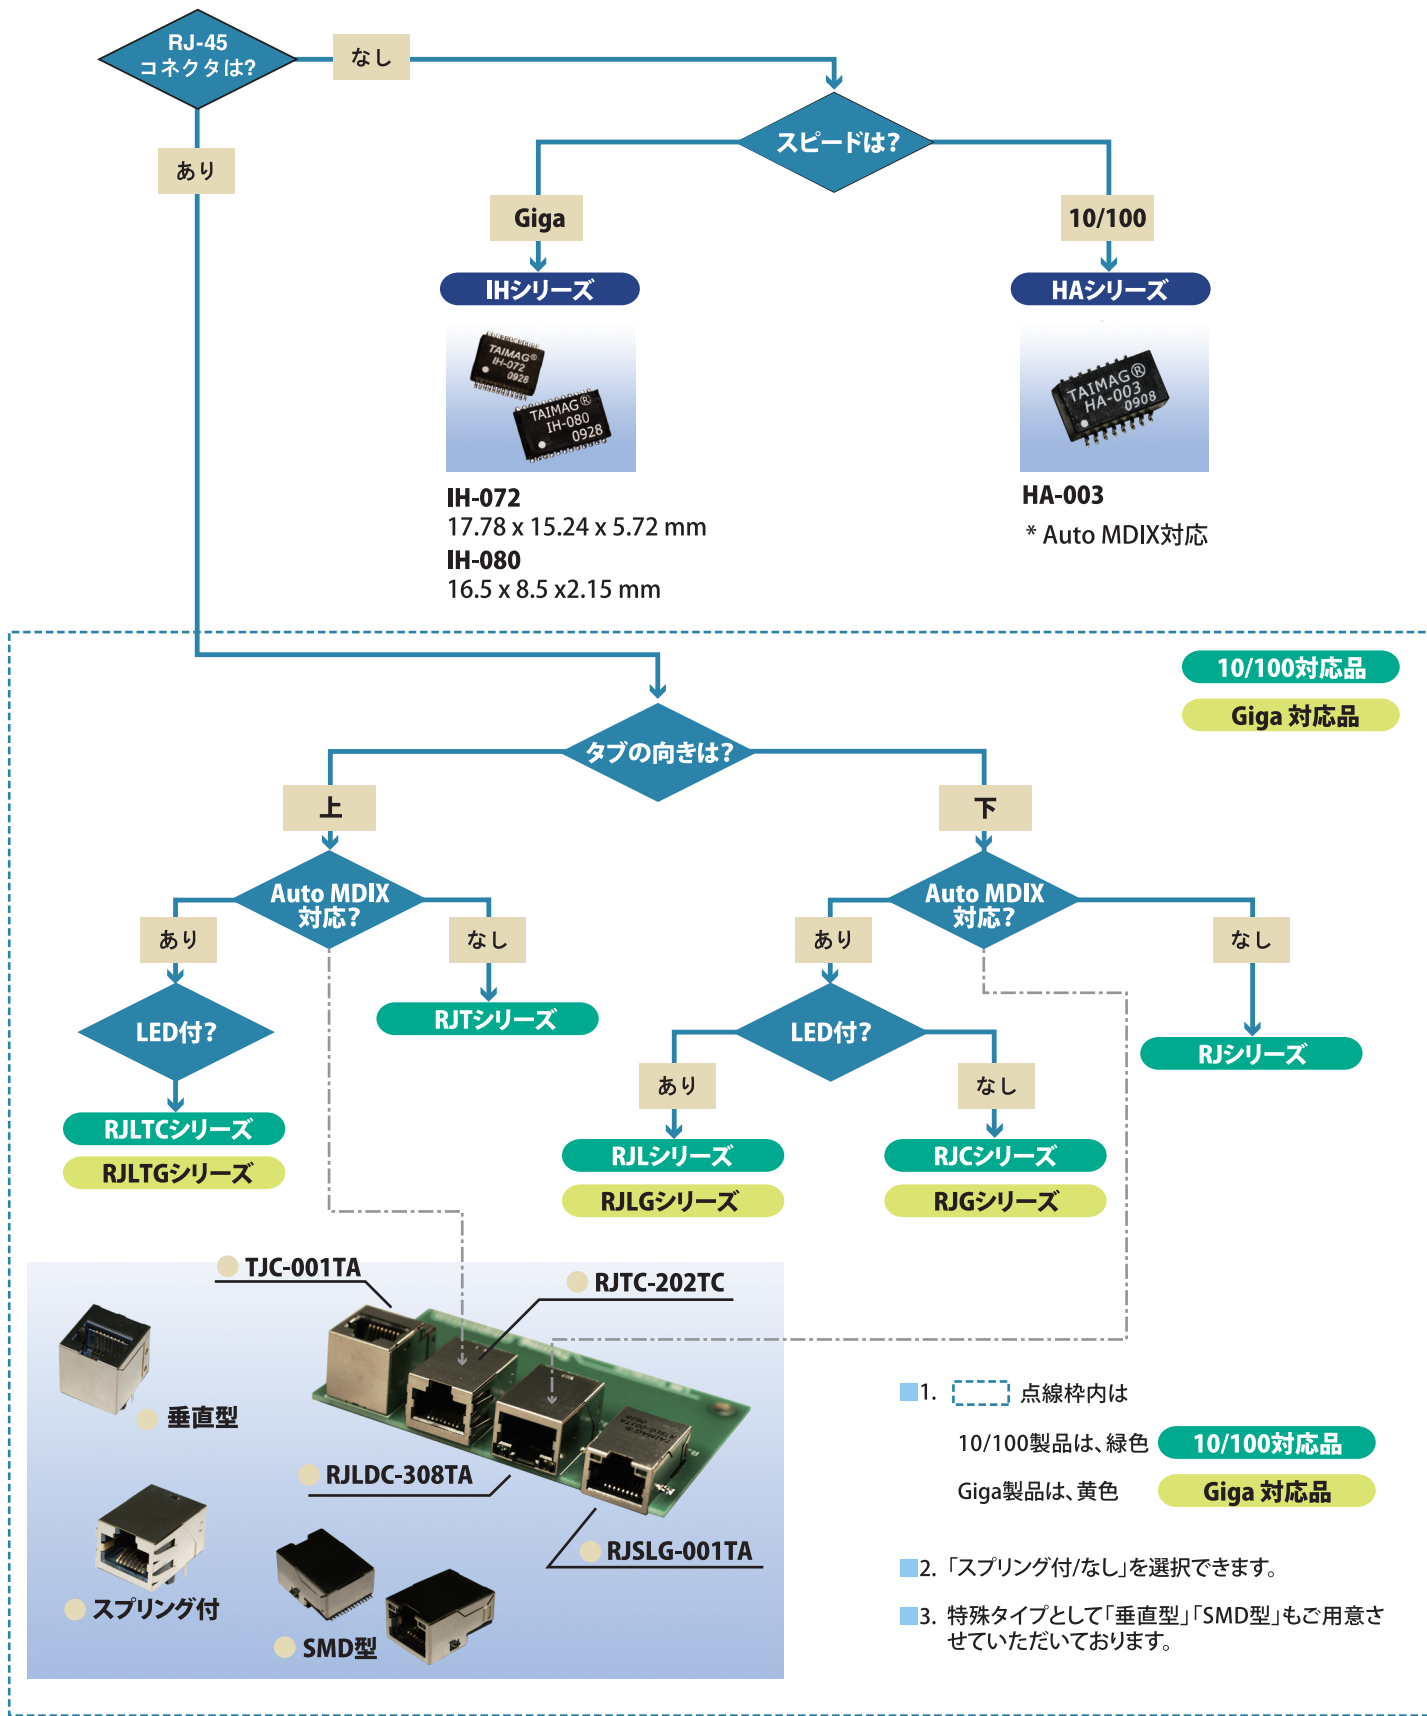 RJ-45
コネクタは?
なし
スピードは?
あり
Giga
10/100
IHシリーズ
HAシリーズ
TAIMAG®
IH-072
0928
TAIMAG®
IH-080
0928
TAIMAG®
HA-003
0908
IH-072
17.78 x 15.24 x 5.72 mm
IH-080
16.5 x 8.5 x2.15 mm
HA-003
* Auto MDIX対応
10/100対応品
Giga 対応品
タブの向きは?
上
下
Auto MDIX
対応?
Auto MDIX
対応?
あり
なし
あり
なし
LED付?
RJTシリーズ
LED付?
RJシリーズ
あり
なし
RJLTCシリーズ
RJLTGシリーズ
RJLシリーズ
RJLGシリーズ
RJCシリーズ
RJGシリーズ
TJC-001TA
RJTC-202TC
垂直型
RJLDC-308TA
TAIMAG®
RJSLG-001TA
0928
RJSLG-001TA
スプリング付
SMD型
1. 点線枠内は
10/100製品は、緑色 10/100対応品
Giga製品は、黄色 Giga 対応品
2. 「スプリング付/なし」を選択できます。
3. 特殊タイプとして「垂直型」「SMD型」もご用意さ
せていただいております。